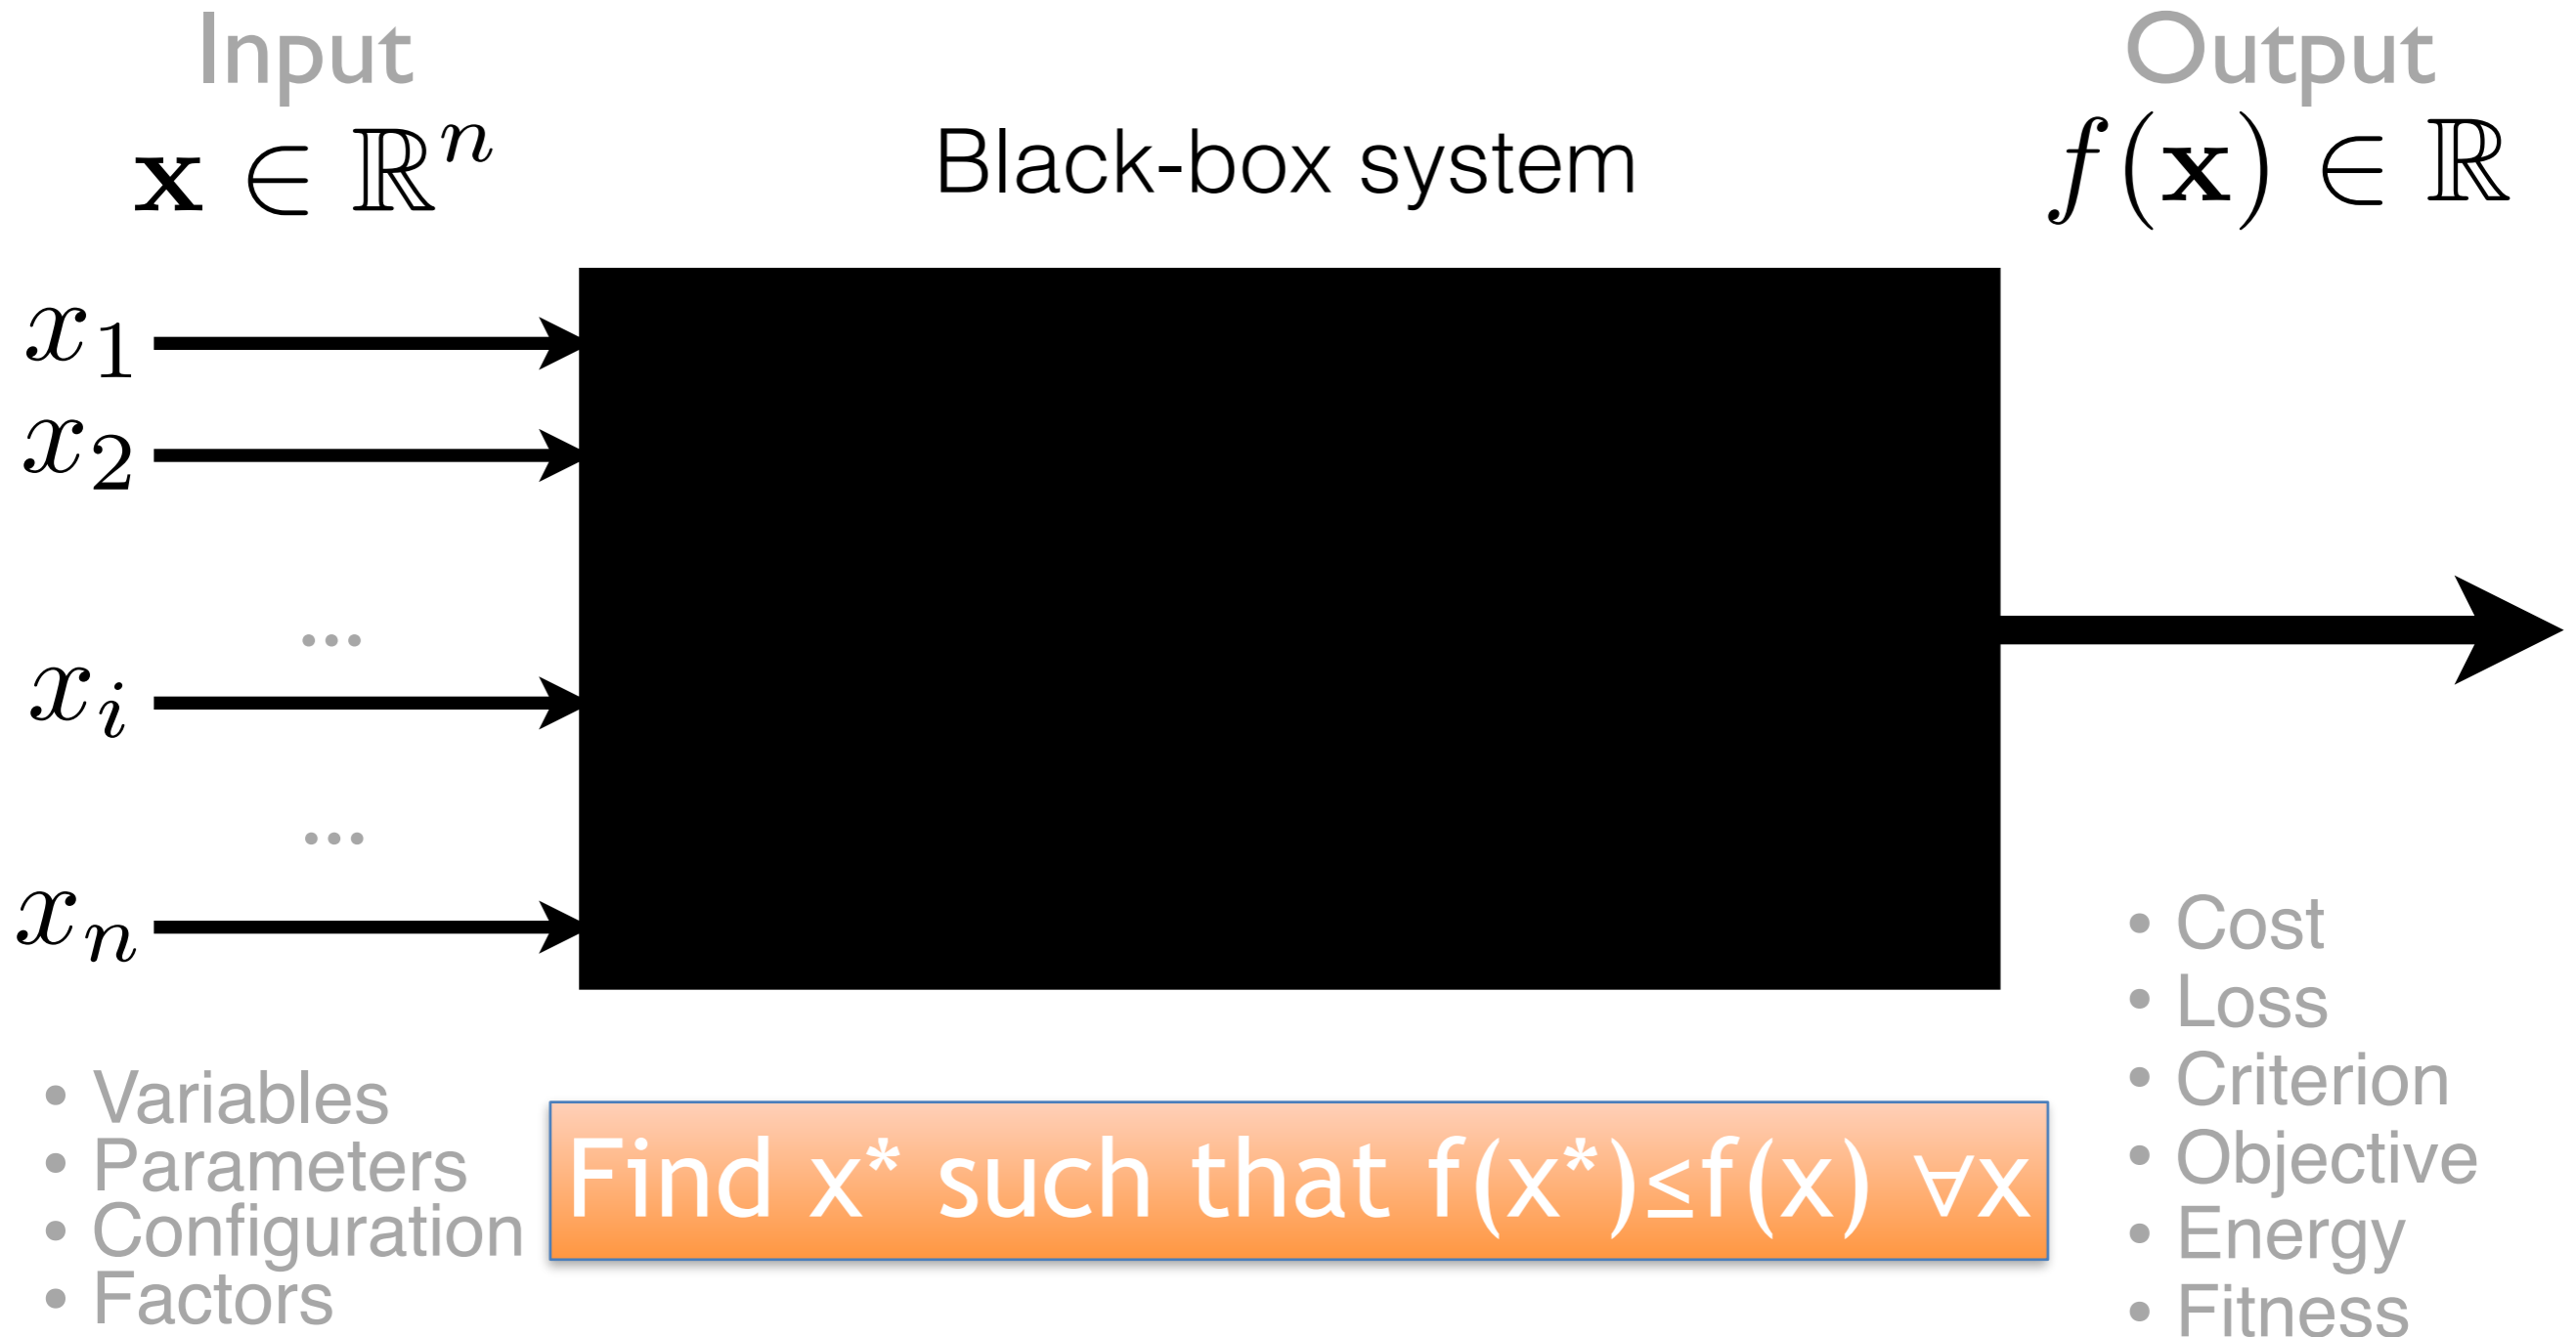 Input
Output
𝐱 ∈ ℝⁿ
Black-box system
f(𝐱) ∈ ℝ
x₁
x₂
...
xᵢ
...
xₙ
• Variables
• Parameters
• Configuration
• Factors
Find x* such that f(x*)≤f(x) ∀x
• Cost
• Loss
• Criterion
• Objective
• Energy
• Fitness